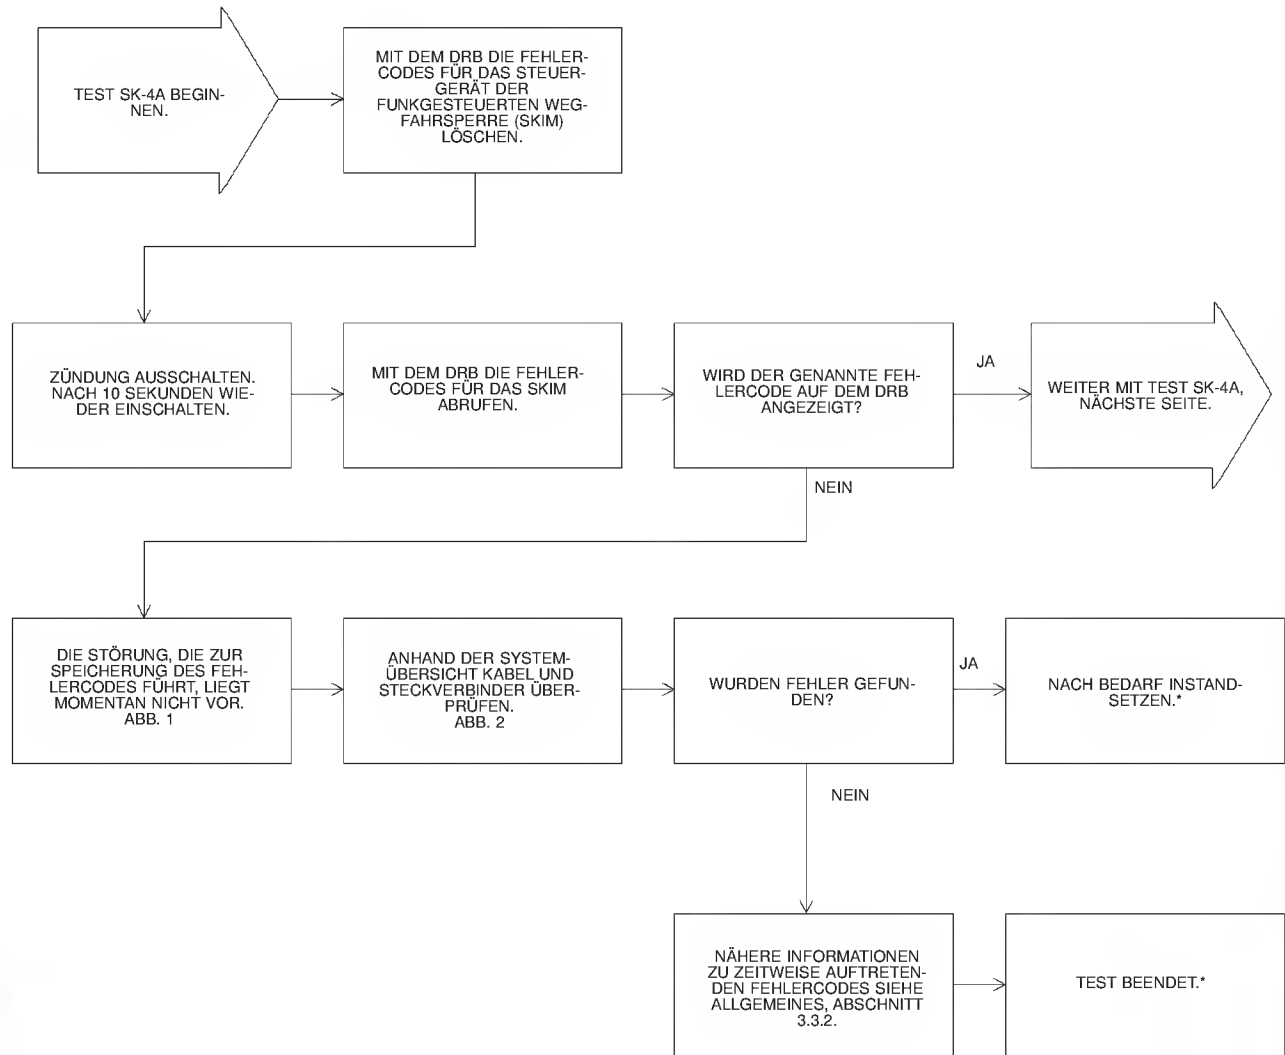 TEST SK-4A BEGIN-
NEN.
MIT DEM DRB DIE FEHLER-
CODES FÜR DAS STEUER-
GERÄT DER
FUNKGESTEUERTEN WEG-
FAHRSPERRE (SKIM)
LÖSCHEN.
ZÜNDUNG AUSSCHALTEN.
NACH 10 SEKUNDEN WIE-
DER EINSCHALTEN.
MIT DEM DRB DIE FEHLER-
CODES FÜR DAS SKIM
ABRUFEN.
WIRD DER GENANNTE FEH-
LERCODE AUF DEM DRB
ANGEZEIGT?
JA
WEITER MIT TEST SK-4A,
NÄCHSTE SEITE.
NEIN
DIE STÖRUNG, DIE ZUR
SPEICHERUNG DES FEH-
LERCODES FÜHRT, LIEGT
MOMENTAN NICHT VOR.
ABB. 1
ANHAND DER SYSTEM-
ÜBERSICHT KABEL UND
STECKVERBINDER ÜBER-
PRÜFEN.
ABB. 2
WURDEN FEHLER GEFUN-
DEN?
JA
NACH BEDARF INSTAND-
SETZEN.*
NEIN
NÄHERE INFORMATIONEN
ZU ZEITWEISE AUFTRETEN-
DEN FEHLERCODES SIEHE
ALLGEMEINES, ABSCHNITT
3.3.2.
TEST BEENDET.*